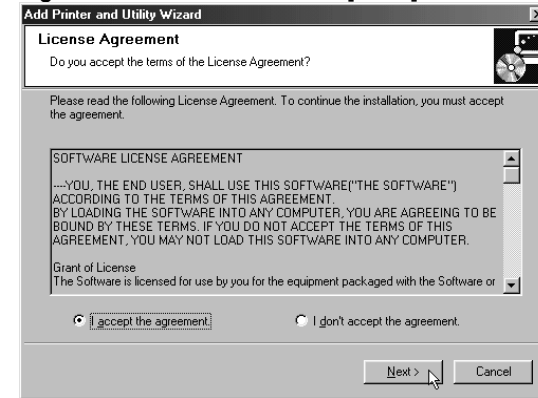 Add Printer and Utility Wizard
License Agreement
Do you accept the terms of the License Agreement?
Please read the following License Agreement. To continue the installation, you must accept
the agreement.
SOFTWARE LICENSE AGREEMENT
----YOU, THE END USER, SHALL USE THIS SOFTWARE("THE SOFTWARE")
ACCORDING TO THE TERMS OF THIS AGREEMENT.
BY LOADING THE SOFTWARE INTO ANY COMPUTER, YOU ARE AGREEING TO BE
BOUND BY THESE TERMS. IF YOU DO NOT ACCEPT THE TERMS OF THIS
AGREEMENT, YOU MAY NOT LOAD THIS SOFTWARE INTO ANY COMPUTER.
Grant of License
The Software is licensed for use by you for the equipment packaged with the Software or
I accept the agreement. I don't accept the agreement.
Next > Cancel